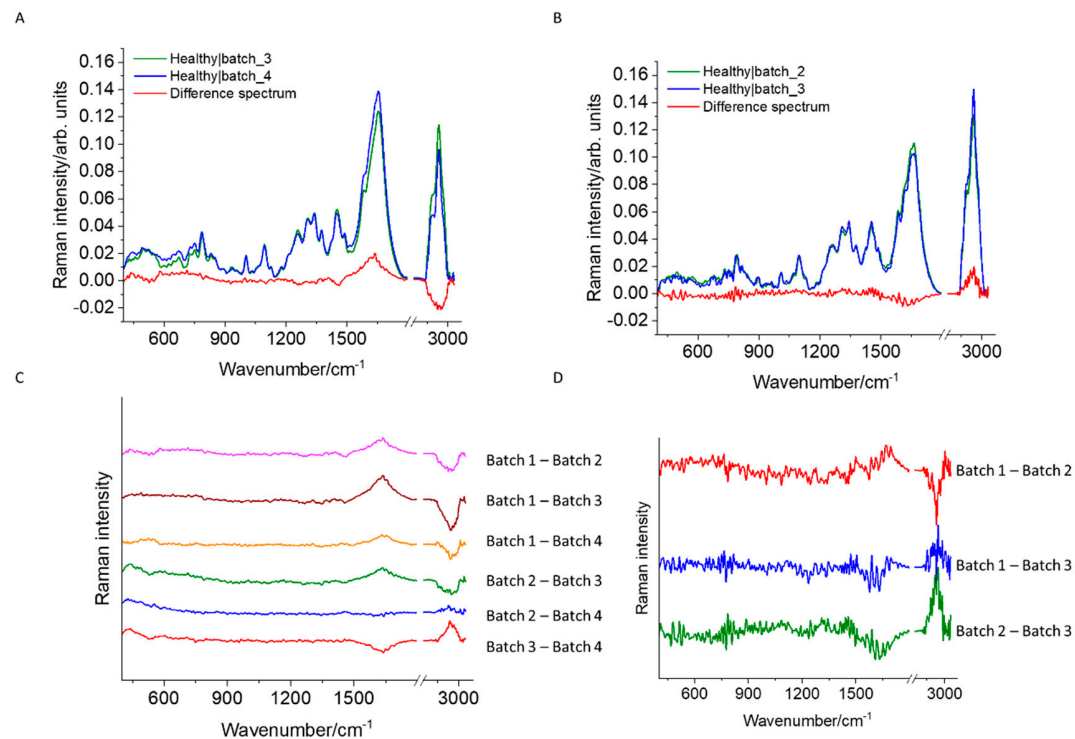 A
0.16
0.14
0.12
0.10
0.08
0.06
0.04
0.02
0.00
-0.02
Raman intensity/arb. units
Healthy|batch_3
Healthy|batch_4
Difference spectrum
600
900
1200
1500
3000
Wavenumber/cm⁻¹
B
0.16
0.14
0.12
0.10
0.08
0.06
0.04
0.02
0.00
-0.02
Raman intensity/arb. units
Healthy|batch_2
Healthy|batch_3
Difference spectrum
600
900
1200
1500
3000
Wavenumber/cm⁻¹
C
Raman intensity
Batch 1 – Batch 2
Batch 1 – Batch 3
Batch 1 – Batch 4
Batch 2 – Batch 3
Batch 2 – Batch 4
Batch 3 – Batch 4
600
900
1200
1500
3000
Wavenumber/cm⁻¹
D
Raman intensity
Batch 1 – Batch 2
Batch 1 – Batch 3
Batch 2 – Batch 3
600
900
1200
1500
3000
Wavenumber/cm⁻¹